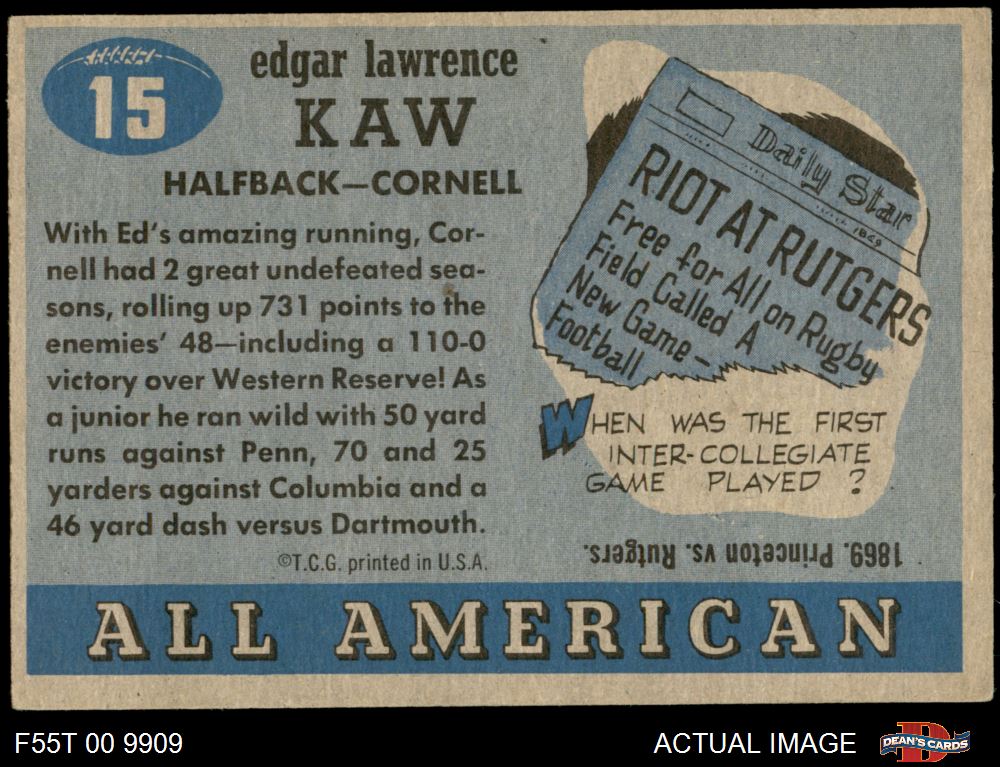 15
edgar lawrence
KAW
HALFBACK—CORNELL
With Ed's amazing running, Cor-
nell had 2 great undefeated sea-
sons, rolling up 731 points to the
enemies' 48—including a 110-0
victory over Western Reserve! As
a junior he ran wild with 50 yard
runs against Penn, 70 and 25
yarders against Columbia and a
46 yard dash versus Dartmouth.
©T.C.G. printed in U.S.A.
Daily Star
1869
RIOT AT RUTGERS
Free for All on Rugby
Field Called A
New Game—
Football
WHEN WAS THE FIRST
INTER-COLLEGIATE
GAME PLAYED ?
1869. Princeton vs. Rutgers.
ALL AMERICAN
F55T 00 9909
ACTUAL IMAGE
D
DEAN'S CARDS